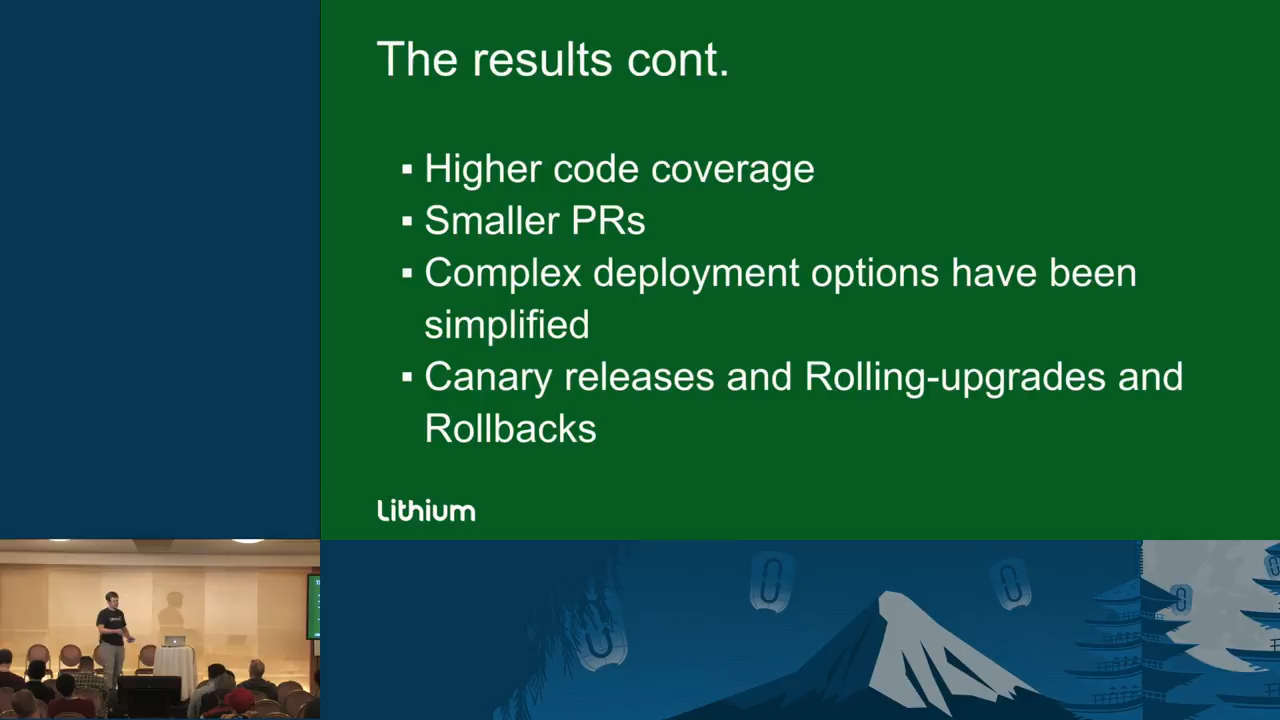 The results cont.
▪ Higher code coverage
▪ Smaller PRs
▪ Complex deployment options have been
simplified
▪ Canary releases and Rolling-upgrades and
Rollbacks
Lithium